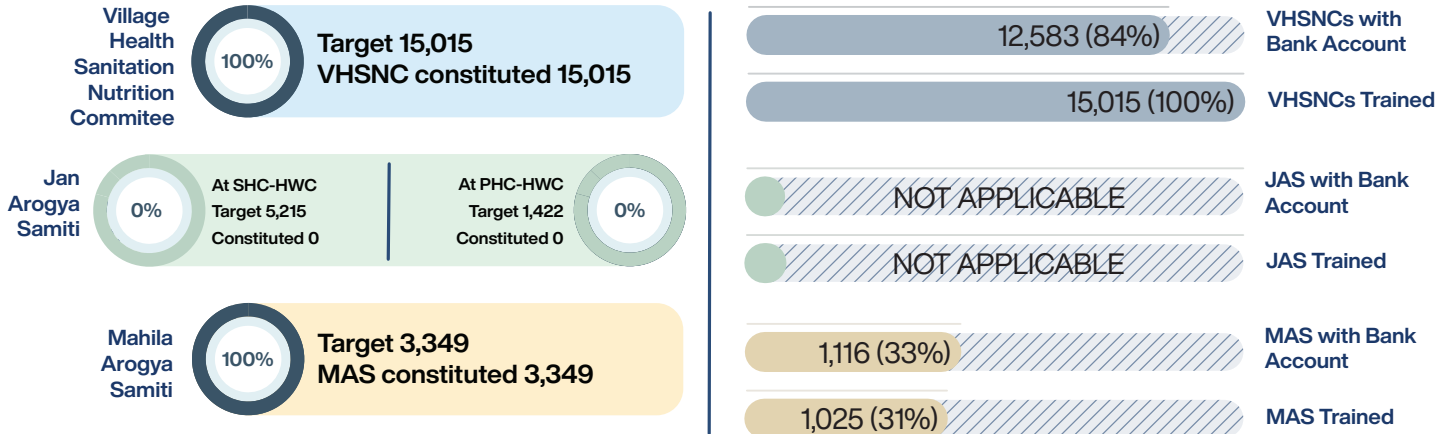 Village
Health
Sanitation
Nutrition
Commitee
100%
Target 15,015
VHSNC constituted 15,015
12,583 (84%)
VHSNCs with
Bank Account
15,015 (100%)
VHSNCs Trained
Jan
Arogya
Samiti
0%
At SHC-HWC
Target 5,215
Constituted 0
At PHC-HWC
Target 1,422
Constituted 0
0%
NOT APPLICABLE
JAS with Bank
Account
NOT APPLICABLE
JAS Trained
Mahila
Arogya
Samiti
100%
Target 3,349
MAS constituted 3,349
1,116 (33%)
MAS with Bank
Account
1,025 (31%)
MAS Trained